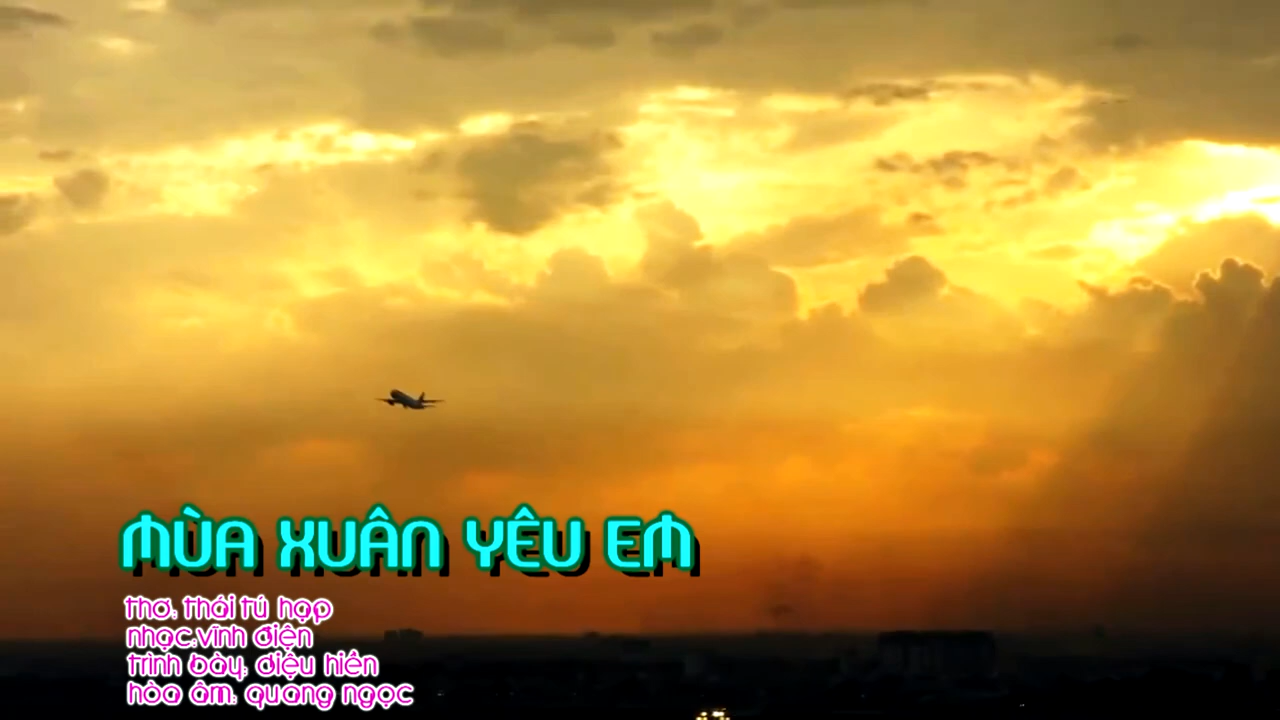 MÙA XUÂN YÊU EM
thơ: thái tú hạp
nhạc:vĩnh điện
trình bày: diệu hiền
hòa âm: quang ngọc